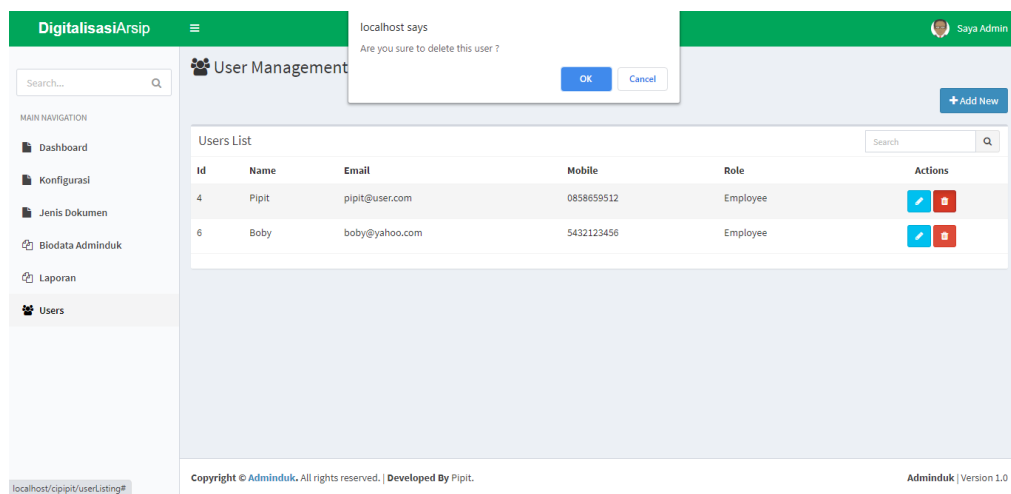 DigitalisasiArsip
Saya Admin
localhost says
Are you sure to delete this user ?
OK Cancel
User Management
Add New
Search...
MAIN NAVIGATION
Dashboard
Konfigurasi
Jenis Dokumen
Biodata Adminduk
Laporan
Users
Users List
Search
Id Name Email Mobile Role Actions
4 Pipit pipit@user.com 0858659512 Employee
6 Boby boby@yahoo.com 5432123456 Employee
Copyright © Adminduk. All rights reserved. | Developed By Pipit.
Adminduk | Version 1.0
localhost/cipipit/userListing#